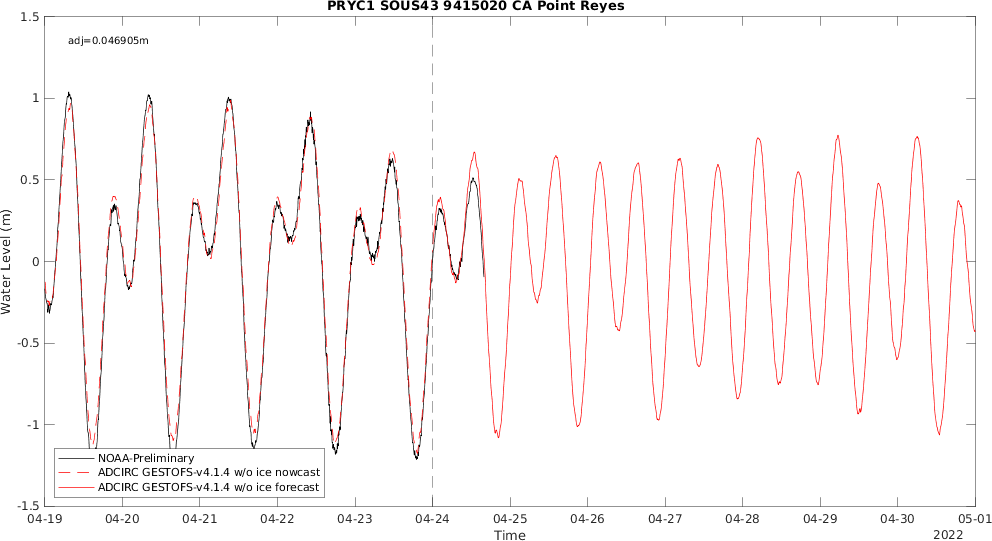 PRYC1 SOUS43 9415020 CA Point Reyes
adj=0.046905m
1.5
1
0.5
0
-0.5
-1
-1.5
Water Level (m)
NOAA-Preliminary
ADCIRC GESTOFS-v4.1.4 w/o ice nowcast
ADCIRC GESTOFS-v4.1.4 w/o ice forecast
04-19 04-20 04-21 04-22 04-23 04-24 04-25 04-26 04-27 04-28 04-29 04-30 05-01
Time
2022